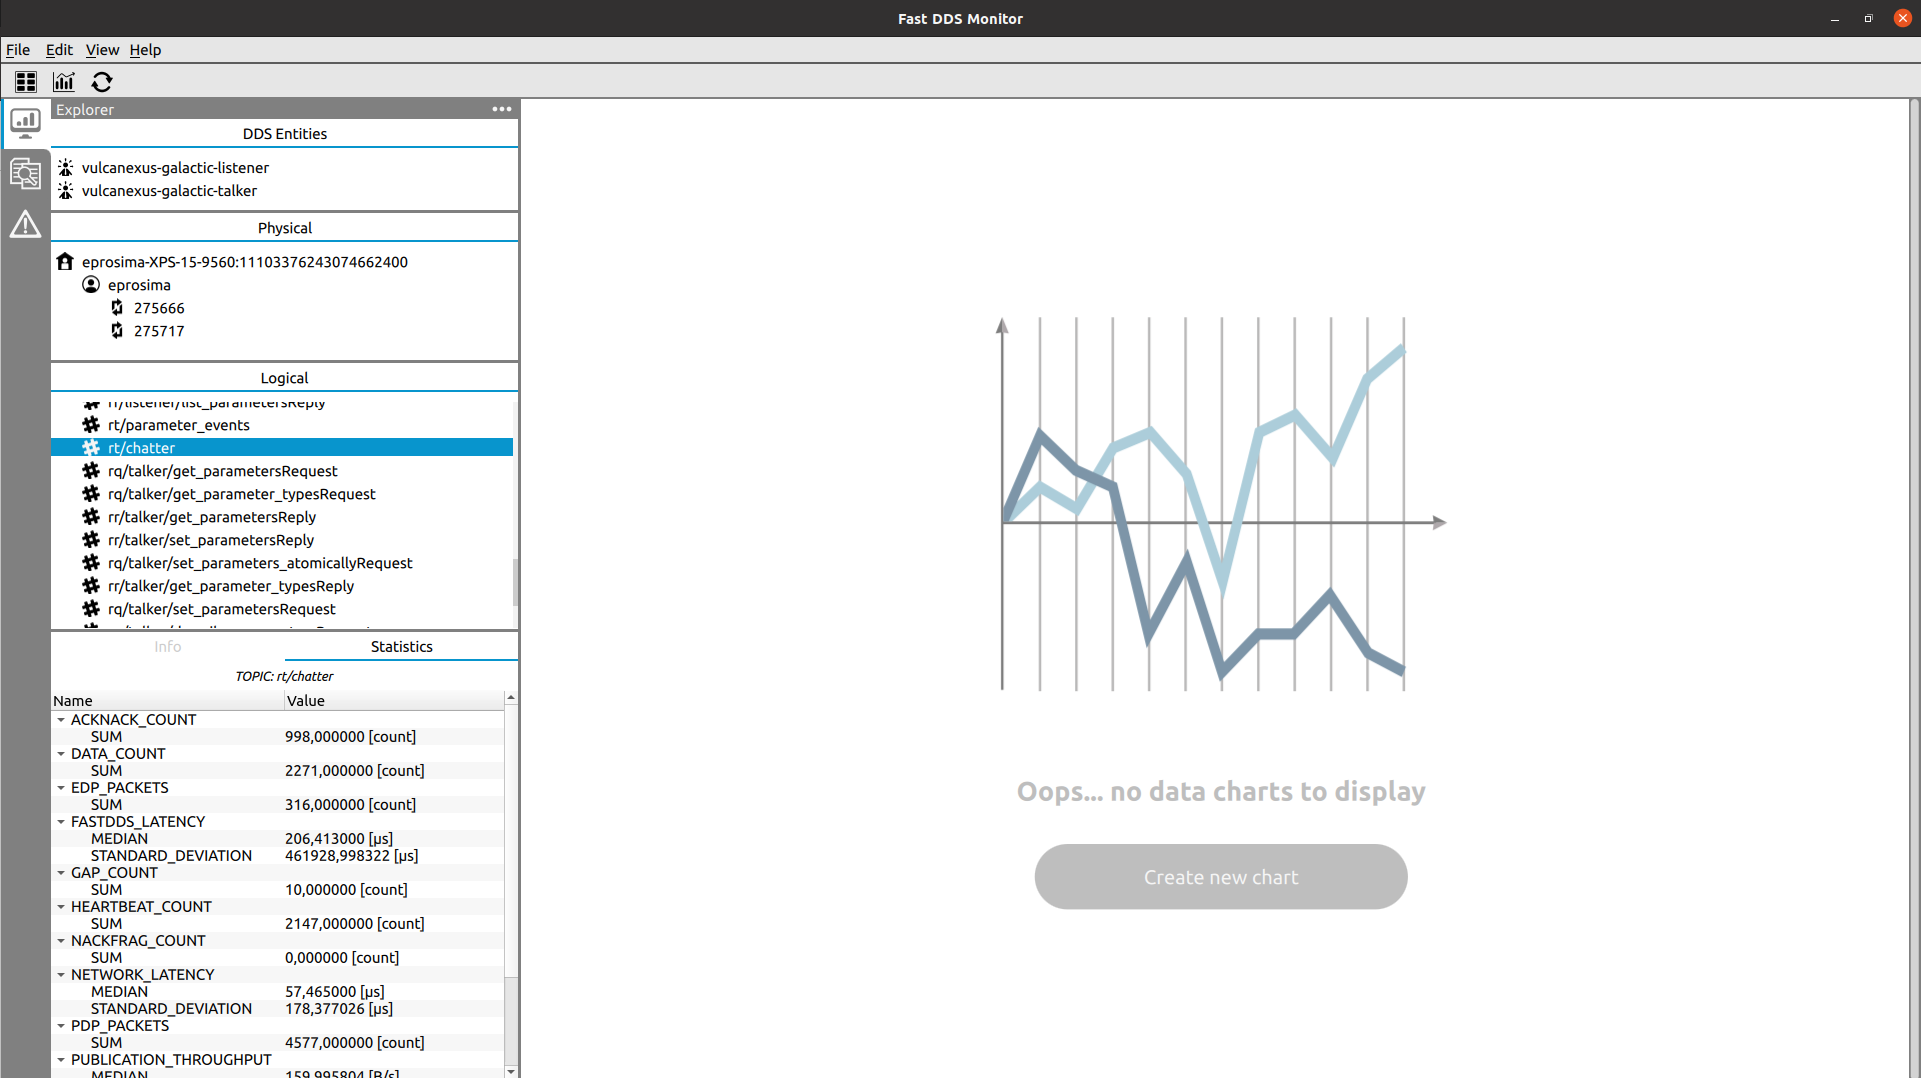 Fast DDS Monitor
File Edit View Help
Explorer
DDS Entities
vulcanexus-galactic-listener
vulcanexus-galactic-talker
Physical
eprosima-XPS-15-9560:11103376243074662400
eprosima
275666
275717
Logical
rr/listener/list_parametersReply
rt/parameter_events
rt/chatter
rq/talker/get_parametersRequest
rq/talker/get_parameter_typesRequest
rr/talker/get_parametersReply
rr/talker/set_parametersReply
rq/talker/set_parameters_atomicallyRequest
rr/talker/get_parameter_typesReply
rq/talker/set_parametersRequest
Info Statistics
TOPIC: rt/chatter
Name Value
ACKNACK_COUNT
SUM 998,000000 [count]
DATA_COUNT
SUM 2271,000000 [count]
EDP_PACKETS
SUM 316,000000 [count]
FASTDDS_LATENCY
MEDIAN 206,413000 [µs]
STANDARD_DEVIATION 461928,998322 [µs]
GAP_COUNT
SUM 10,000000 [count]
HEARTBEAT_COUNT
SUM 2147,000000 [count]
NACKFRAG_COUNT
SUM 0,000000 [count]
NETWORK_LATENCY
MEDIAN 57,465000 [µs]
STANDARD_DEVIATION 178,377026 [µs]
PDP_PACKETS
SUM 4577,000000 [count]
PUBLICATION_THROUGHPUT
MEDIAN 159,995804 [B/s]
Oops... no data charts to display
Create new chart